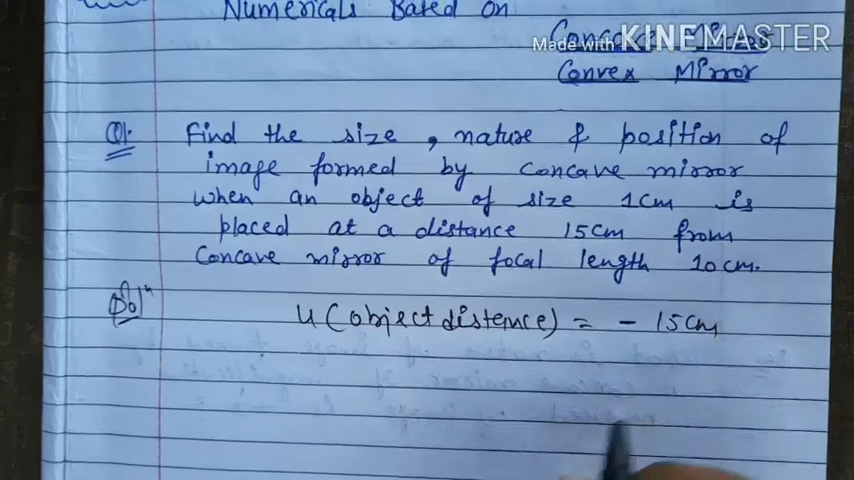 Numericals Based on
Concave Mirror
Made with KINEMASTER
Convex Mirror
Q1. Find the size, nature & position of
image formed by concave mirror
when an object of size 1cm is
placed at a distance 15cm from
Concave mirror of focal length 10cm.
Sol^n
u (object distance) = - 15cm